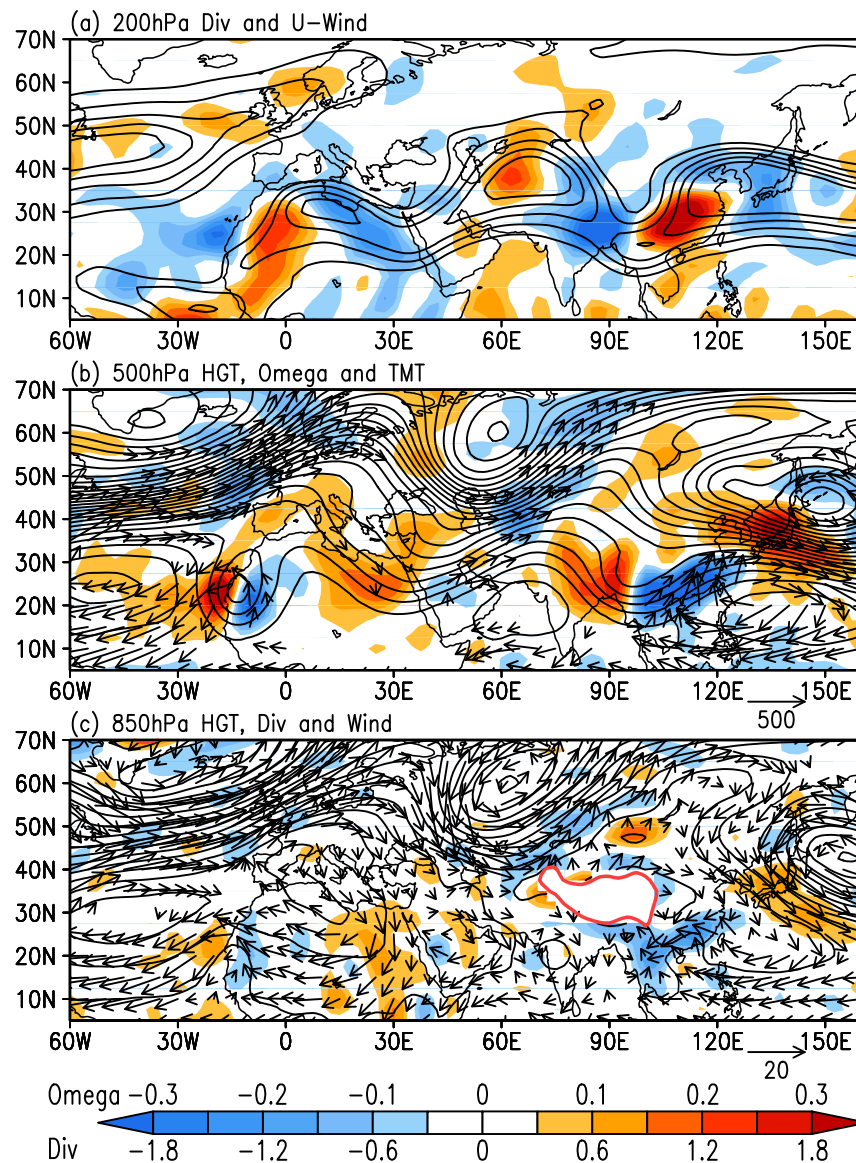 (a) 200hPa Div and U-Wind
70N
60N
50N
40N
30N
20N
10N
60W 30W 0 30E 60E 90E 120E 150E
(b) 500hPa HGT, Omega and TMT
70N
60N
50N
40N
30N
20N
10N
60W 30W 0 30E 60E 90E 120E 150E
500
(c) 850hPa HGT, Div and Wind
70N
60N
50N
40N
30N
20N
10N
60W 30W 0 30E 60E 90E 120E 150E
20
Omega -0.3 -0.2 -0.1 0 0.1 0.2 0.3
Div -1.8 -1.2 -0.6 0 0.6 1.2 1.8